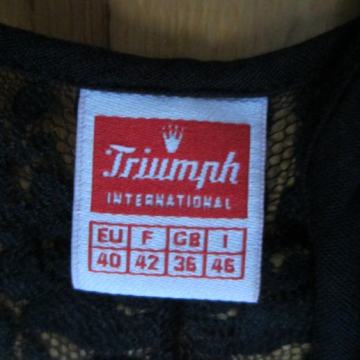 Triumph
INTERNATIONAL
EU F GB I
40 42 36 46